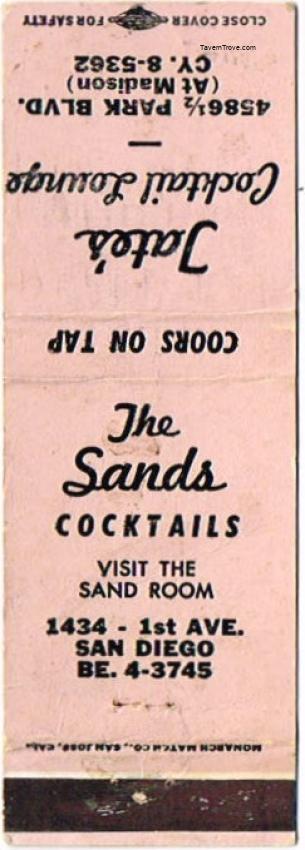 TavernTrove.com
CLOSE COVER FOR SAFETY
Tate's
Cocktail Lounge
—
4586½ PARK BLVD.
(At Madison)
CY. 8-5362
COORS ON TAP
The
Sands
COCKTAILS
VISIT THE
SAND ROOM
1434 - 1st AVE.
SAN DIEGO
BE. 4-3745
MONARCH MATCH CO., SAN JOSE, CAL.